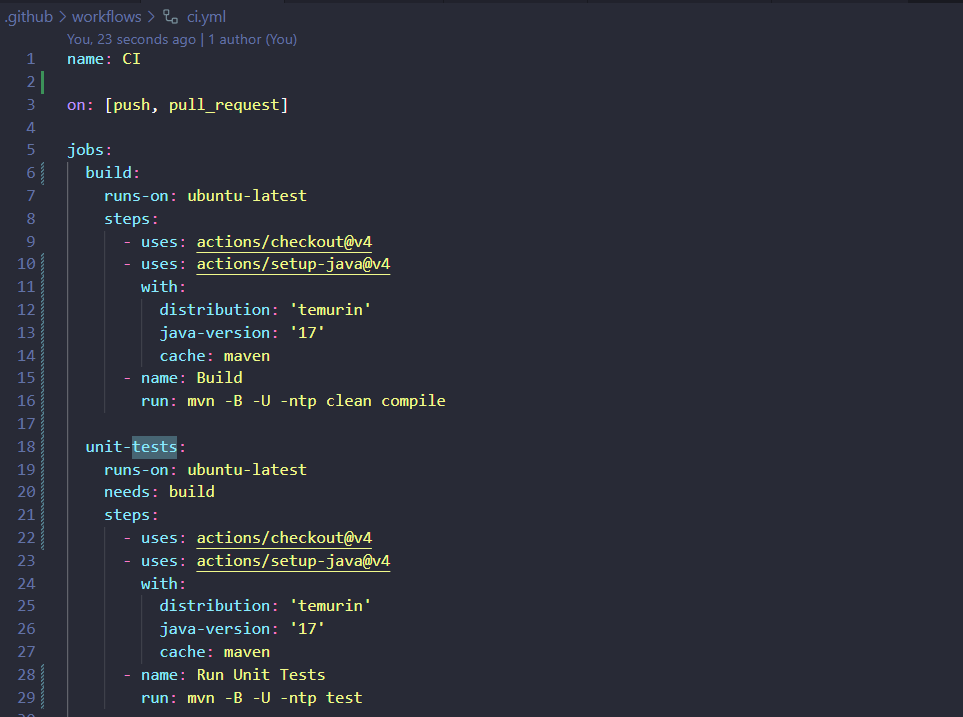 .github > workflows > ci.yml
You, 23 seconds ago | 1 author (You)
1 name: CI
2
3 on: [push, pull_request]
4
5 jobs:
6   build:
7     runs-on: ubuntu-latest
8     steps:
9       - uses: actions/checkout@v4
10       - uses: actions/setup-java@v4
11         with:
12           distribution: 'temurin'
13           java-version: '17'
14           cache: maven
15       - name: Build
16         run: mvn -B -U -ntp clean compile
17
18   unit-tests:
19     runs-on: ubuntu-latest
20     needs: build
21     steps:
22       - uses: actions/checkout@v4
23       - uses: actions/setup-java@v4
24         with:
25           distribution: 'temurin'
26           java-version: '17'
27           cache: maven
28       - name: Run Unit Tests
29         run: mvn -B -U -ntp test